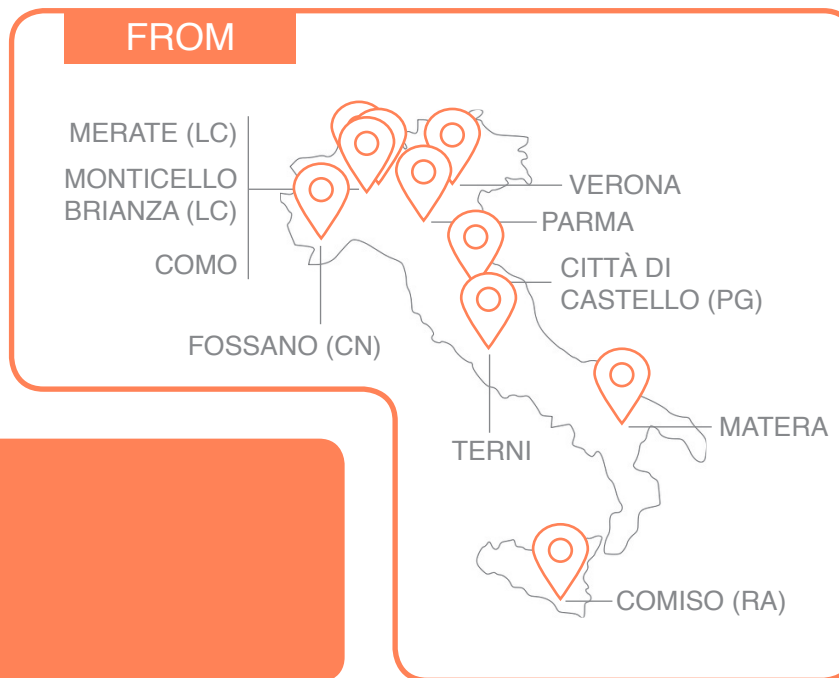 FROM
MERATE (LC)
MONTICELLO
BRIANZA (LC)
COMO
FOSSANO (CN)
VERONA
PARMA
CITTÀ DI
CASTELLO (PG)
TERNI
MATERA
COMISO (RA)